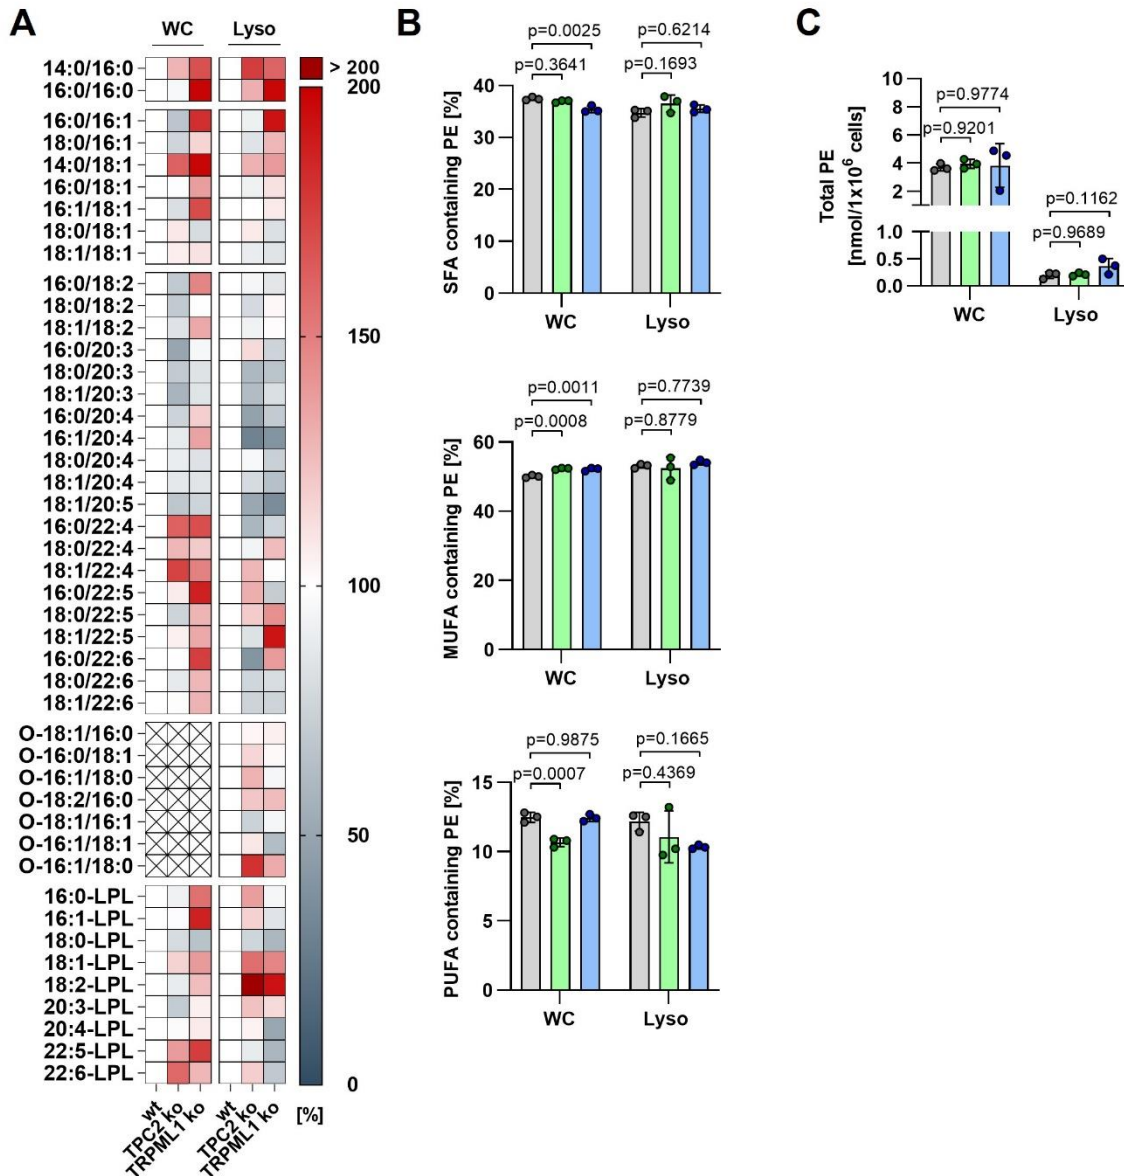 A
WC
Lyso
14:0/16:0
16:0/16:0
16:0/16:1
18:0/16:1
14:0/18:1
16:0/18:1
16:1/18:1
18:0/18:1
18:1/18:1
16:0/18:2
18:0/18:2
18:1/18:2
16:0/20:3
18:0/20:3
18:1/20:3
16:0/20:4
16:1/20:4
18:0/20:4
18:1/20:4
18:1/20:5
16:0/22:4
18:0/22:4
18:1/22:4
16:0/22:5
18:0/22:5
18:1/22:5
16:0/22:6
18:0/22:6
18:1/22:6
O-18:1/16:0
O-16:0/18:1
O-16:1/18:0
O-18:2/16:0
O-18:1/16:1
O-16:1/18:1
O-16:1/18:0
16:0-LPL
16:1-LPL
18:0-LPL
18:1-LPL
18:2-LPL
20:3-LPL
20:4-LPL
22:5-LPL
22:6-LPL
wt
TPC2 ko
TRPML1 ko
wt
TPC2 ko
TRPML1 ko
> 200
200
150
100
50
0
[%]
B
p=0.0025
p=0.6214
p=0.3641
p=0.1693
SFA containing PE [%]
40
30
20
10
0
WC
Lyso
p=0.0011
p=0.7739
p=0.0008
p=0.8779
MUFA containing PE [%]
60
40
20
0
WC
Lyso
p=0.9875
p=0.1665
p=0.0007
p=0.4369
PUFA containing PE [%]
15
10
5
0
WC
Lyso
C
Total PE
[nmol/1x10⁶ cells]
10
8
6
4
2
1.0
0.5
0.0
p=0.9774
p=0.9201
p=0.1162
p=0.9689
WC
Lyso